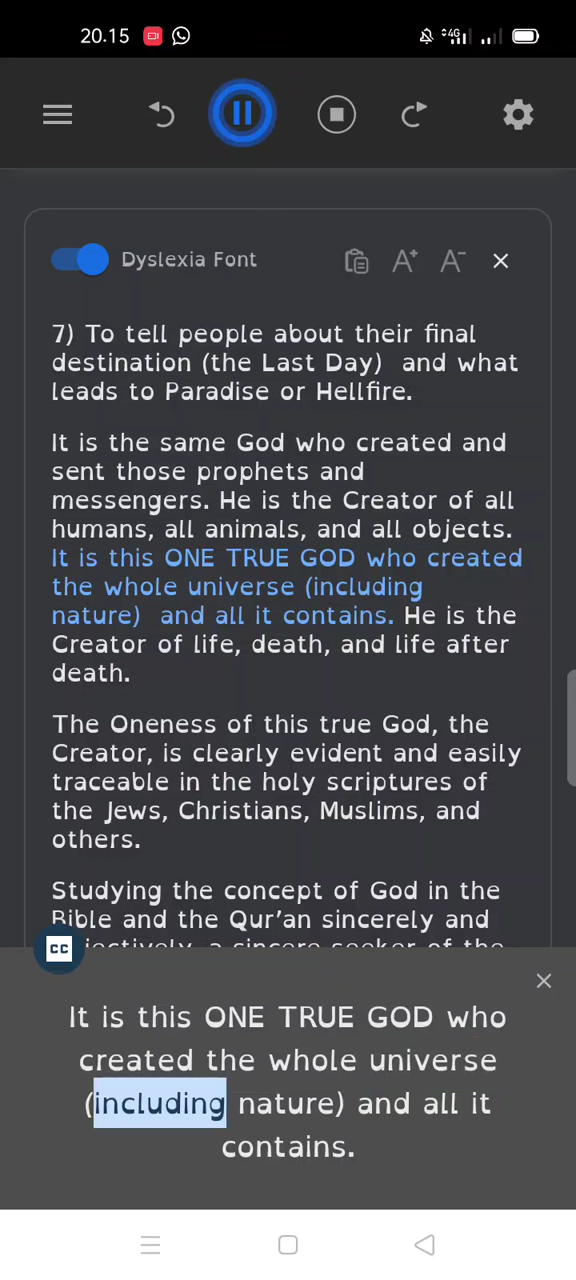 20.15
4G
Dyslexia Font
A+ A-
7) To tell people about their final
destination (the Last Day)  and what
leads to Paradise or Hellfire.
It is the same God who created and
sent those prophets and
messengers. He is the Creator of all
humans, all animals, and all objects.
It is this ONE TRUE GOD who created
the whole universe (including
nature)  and all it contains. He is the
Creator of life, death, and life after
death.
The Oneness of this true God, the
Creator, is clearly evident and easily
traceable in the holy scriptures of
the Jews, Christians, Muslims, and
others.
Studying the concept of God in the
Bible and the Qur’an sincerely and
a sincere seeker of the
CC
It is this ONE TRUE GOD who
created the whole universe
(including nature) and all it
contains.